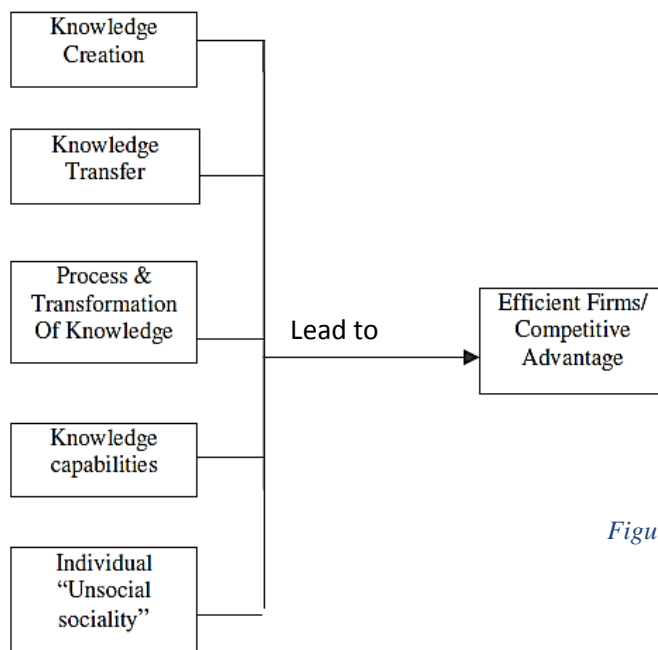 Knowledge
Creation
Knowledge
Transfer
Process &
Transformation
Of Knowledge
Lead to
Efficient Firms/
Competitive
Advantage
Knowledge
capabilities
Individual
“Unsocial
sociality”
Figu